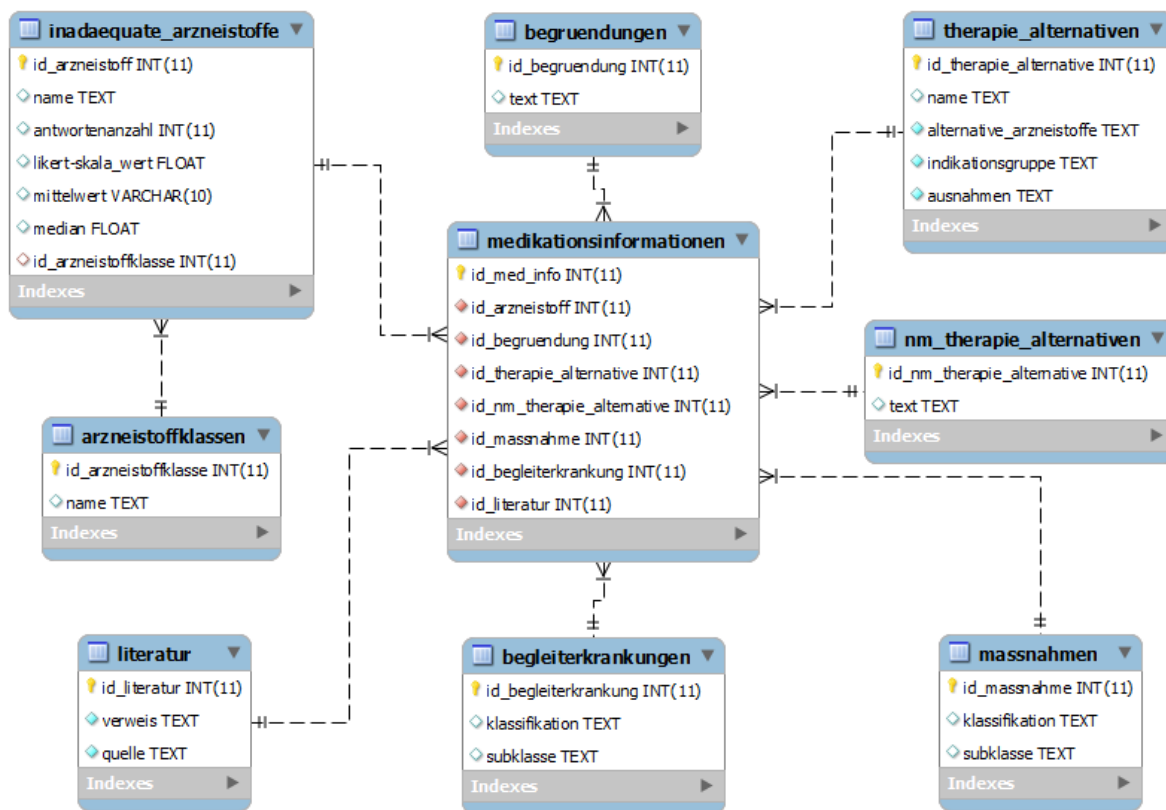 inadaequate_arzneistoffe
id_arzneistoff INT(11)
name TEXT
antwortenanzahl INT(11)
likert-skala_wert FLOAT
mittelwert VARCHAR(10)
median FLOAT
id_arzneistoffklasse INT(11)
Indexes
begruendungen
id_begruendung INT(11)
text TEXT
Indexes
therapie_alternativen
id_therapie_alternative INT(11)
name TEXT
alternative_arzneistoffe TEXT
indikationsgruppe TEXT
ausnahmen TEXT
Indexes
medikationsinformationen
id_med_info INT(11)
id_arzneistoff INT(11)
id_begruendung INT(11)
id_therapie_alternative INT(11)
id_nm_therapie_alternative INT(11)
id_massnahme INT(11)
id_begleiterkrankung INT(11)
id_literatur INT(11)
Indexes
nm_therapie_alternativen
id_nm_therapie_alternative INT(11)
text TEXT
Indexes
arzneistoffklassen
id_arzneistoffklasse INT(11)
name TEXT
Indexes
literatur
id_literatur INT(11)
verweis TEXT
quelle TEXT
Indexes
begleiterkrankungen
id_begleiterkrankung INT(11)
klassifikation TEXT
subklasse TEXT
Indexes
massnahmen
id_massnahme INT(11)
klassifikation TEXT
subklasse TEXT
Indexes